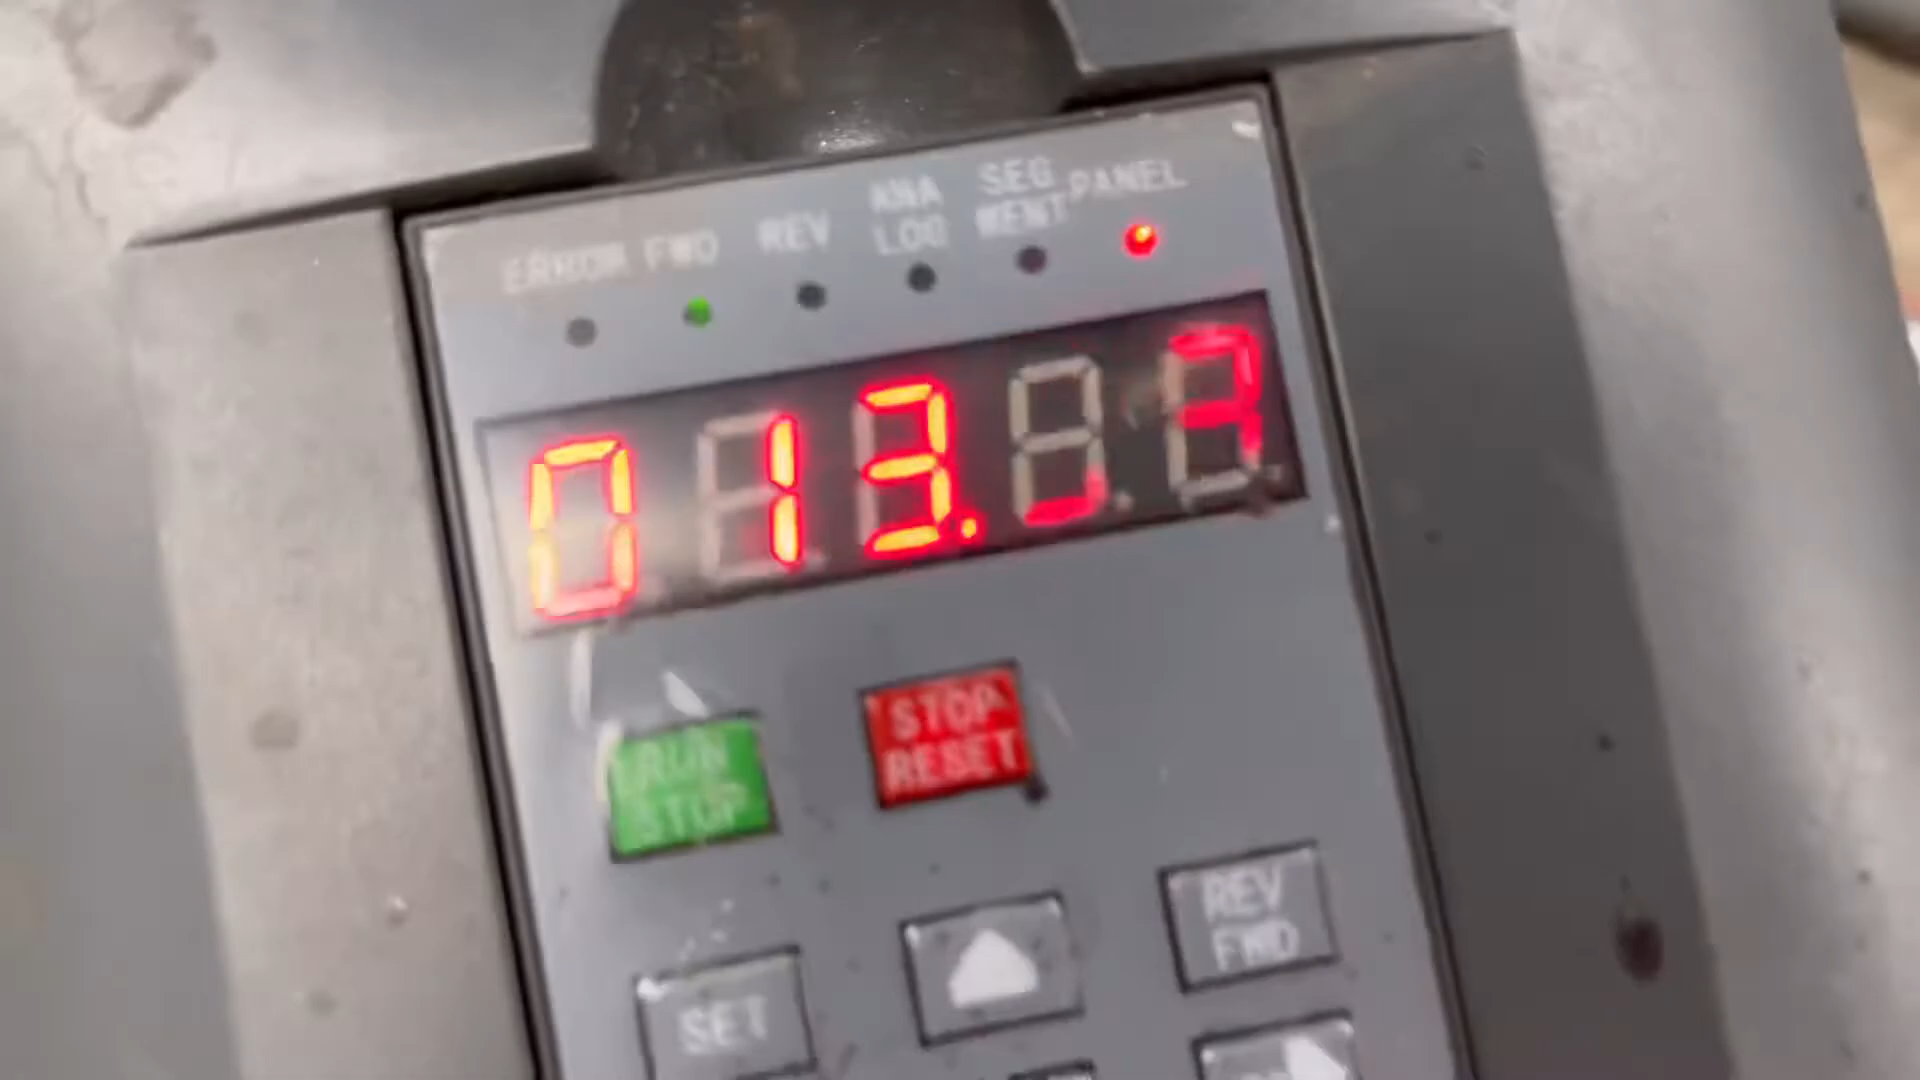 ERROR FWD REV ANA LOG SEG MENT PANEL
013.
RUN STOP
STOP RESET
REV FWD
SET